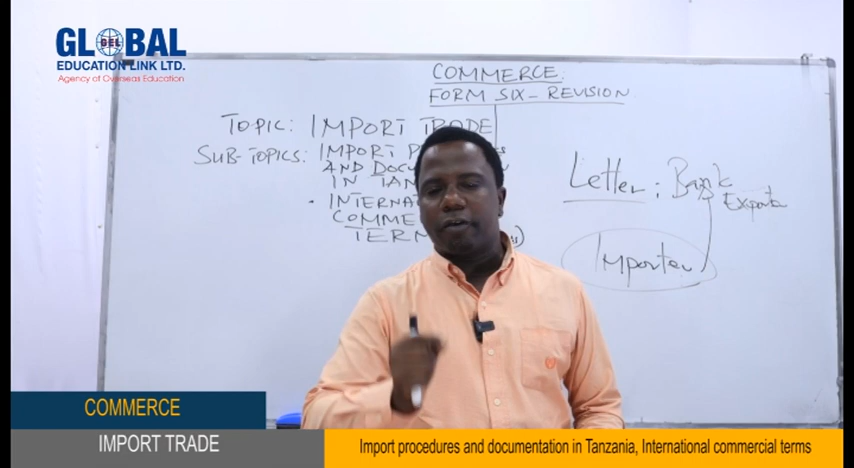 GLOBAL
GEL
EDUCATION LINK LTD.
Agency of Overseas Education
COMMERCE
FORM SIX - REVISION
TOPIC: IMPORT TRADE
SUB-TOPICS: IMPORT
AND
IN
• 
COMME
TERM
Letter ; Bank
Exporter
Importer
COMMERCE
IMPORT TRADE
Import procedures and documentation in Tanzania, International commercial terms